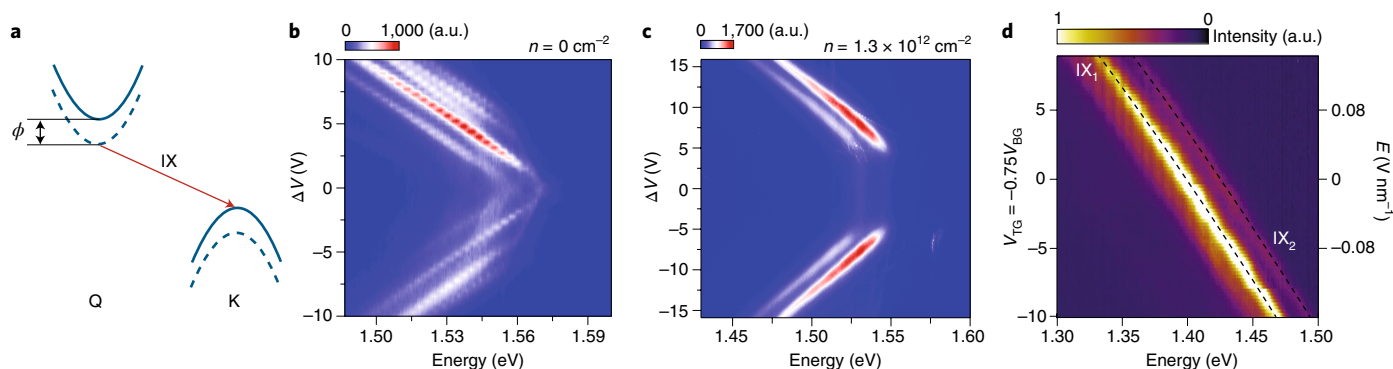 a
ϕ
IX
Q
K
b
0 1,000 (a.u.)
n = 0 cm⁻²
10
5
0
−5
−10
ΔV (V)
1.50 1.53 1.56 1.59
Energy (eV)
c
0 1,700 (a.u.)
n = 1.3 × 10¹² cm⁻²
15
10
5
0
−5
−10
−15
ΔV (V)
1.45 1.50 1.55 1.60
Energy (eV)
d
1 0
Intensity (a.u.)
IX₁
IX₂
5
0
−5
−10
V_TG = −0.75V_BG
0.08
0
−0.08
E (V nm⁻¹)
1.30 1.35 1.40 1.45 1.50
Energy (eV)